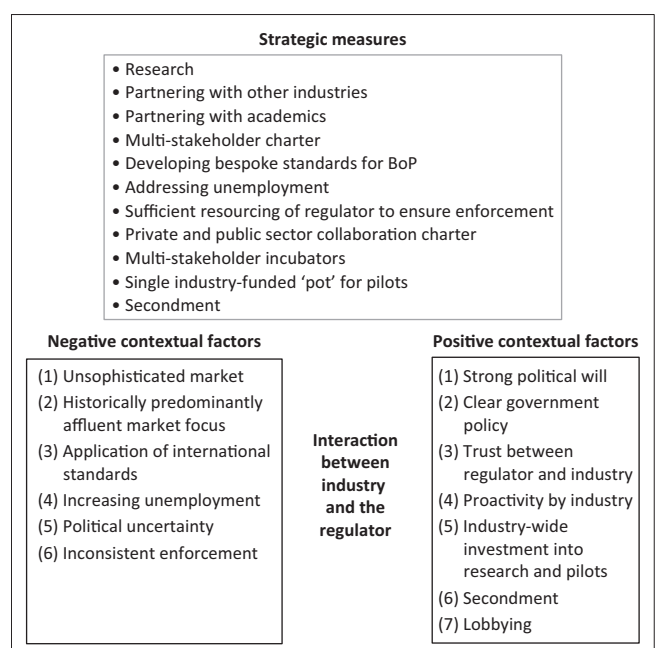 Strategic measures
• Research
• Partnering with other industries
• Partnering with academics
• Multi-stakeholder charter
• Developing bespoke standards for BoP
• Addressing unemployment
• Sufficient resourcing of regulator to ensure enforcement
• Private and public sector collaboration charter
• Multi-stakeholder incubators
• Single industry-funded ‘pot’ for pilots
• Secondment
Negative contextual factors
(1) Unsophisticated market
(2) Historically predominantly
affluent market focus
(3) Application of international
standards
(4) Increasing unemployment
(5) Political uncertainty
(6) Inconsistent enforcement
Interaction
between
industry
and the
regulator
Positive contextual factors
(1) Strong political will
(2) Clear government
policy
(3) Trust between
regulator and industry
(4) Proactivity by industry
(5) Industry-wide
investment into
research and pilots
(6) Secondment
(7) Lobbying